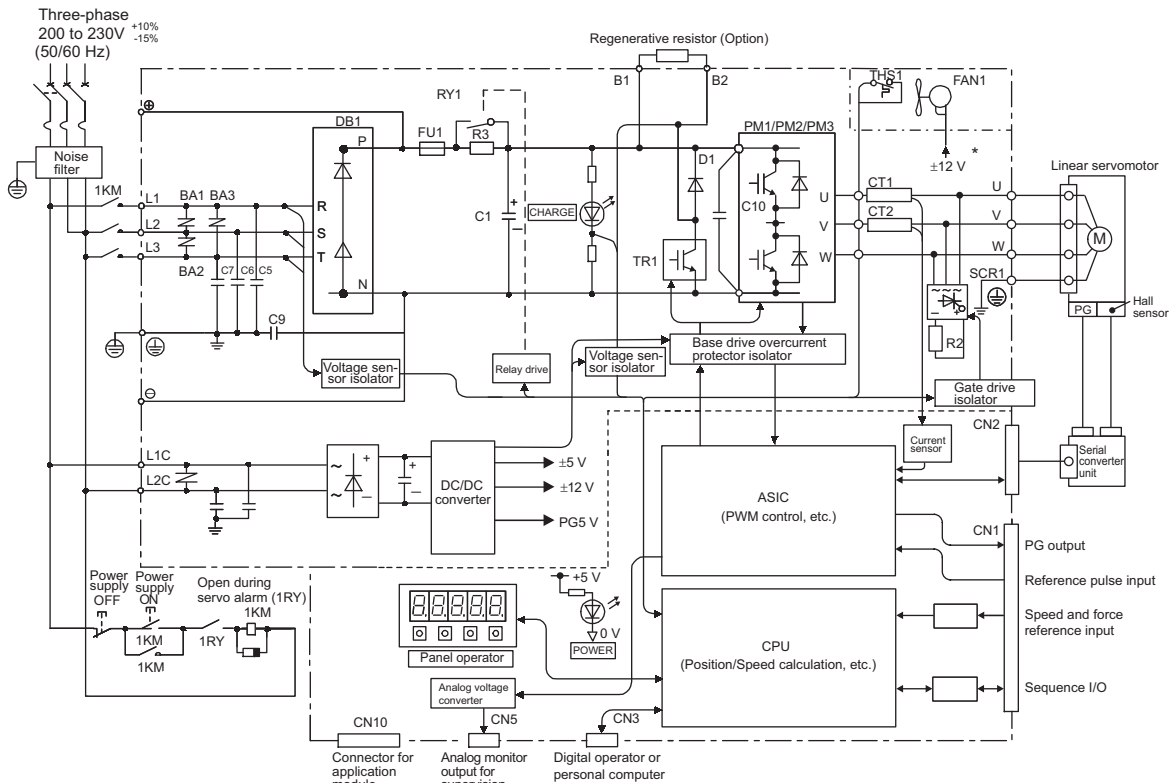 Three-phase
200 to 230V +10% -15%
(50/60 Hz)
Regenerative resistor (Option)
B1
B2
THS1
FAN1
±12 V *
RY1
DB1
P
FU1
R3
D1
PM1/PM2/PM3
Noise
filter
1KM
L1
BA1
BA3
R
L2
S
L3
T
BA2
C7
C6
C5
N
C9
C1
+
−
CHARGE
TR1
C10
U
V
W
CT1
CT2
U
V
W
Linear servomotor
M
SCR1
PG
Hall
sensor
~~~
−
+
R2
Voltage sen-
sor isolator
Relay drive
Voltage sen-
sor isolator
Base drive overcurrent
protector isolator
Gate drive
isolator
Current
sensor
CN2
Serial
converter
unit
L1C
L2C
~
~
+
−
+
−
DC/DC
converter
±5 V
±12 V
PG5 V
ASIC
(PWM control, etc.)
CN1
PG output
Reference pulse input
Speed and force
reference input
Sequence I/O
Power
supply
OFF
Power
supply
ON
Open during
servo alarm (1RY)
1KM
1KM
1RY
1KM
88888
Panel operator
+5 V
0 V
POWER
CPU
(Position/Speed calculation, etc.)
Analog voltage
converter
CN10
CN5
CN3
Connector for
application
module
Analog monitor
output for
supervision
Digital operator or
personal computer